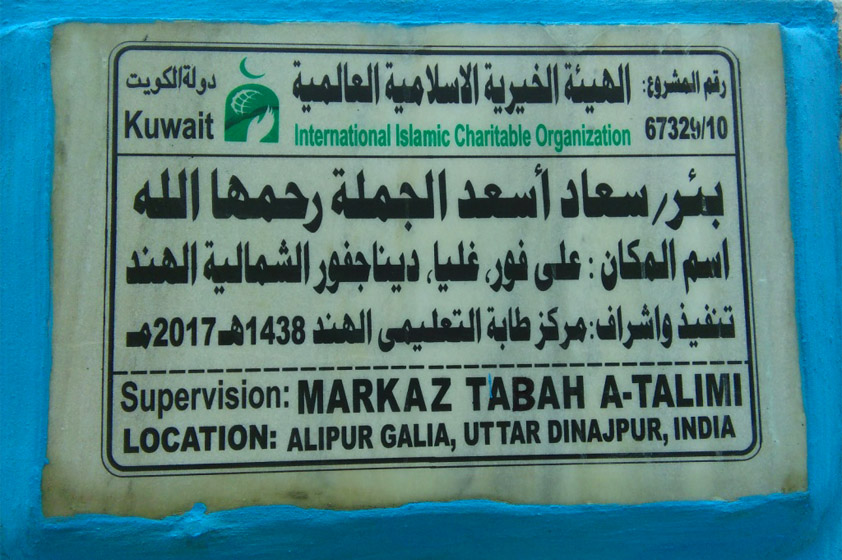 دولة الكويت
Kuwait
الهيئة الخيرية الاسلامية العالمية
International Islamic Charitable Organization
رقم المشروع:
67329/10
بئر/ سعاد أسعد الجملة رحمها الله
اسم المكان : على فور، غليا، ديناجفور الشمالية الهند
تنفيذ واشراف: مركز طابة التعليمى الهند 1438هـ 2017مـ
Supervision: MARKAZ TABAH A-TALIMI
LOCATION: ALIPUR GALIA, UTTAR DINAJPUR, INDIA